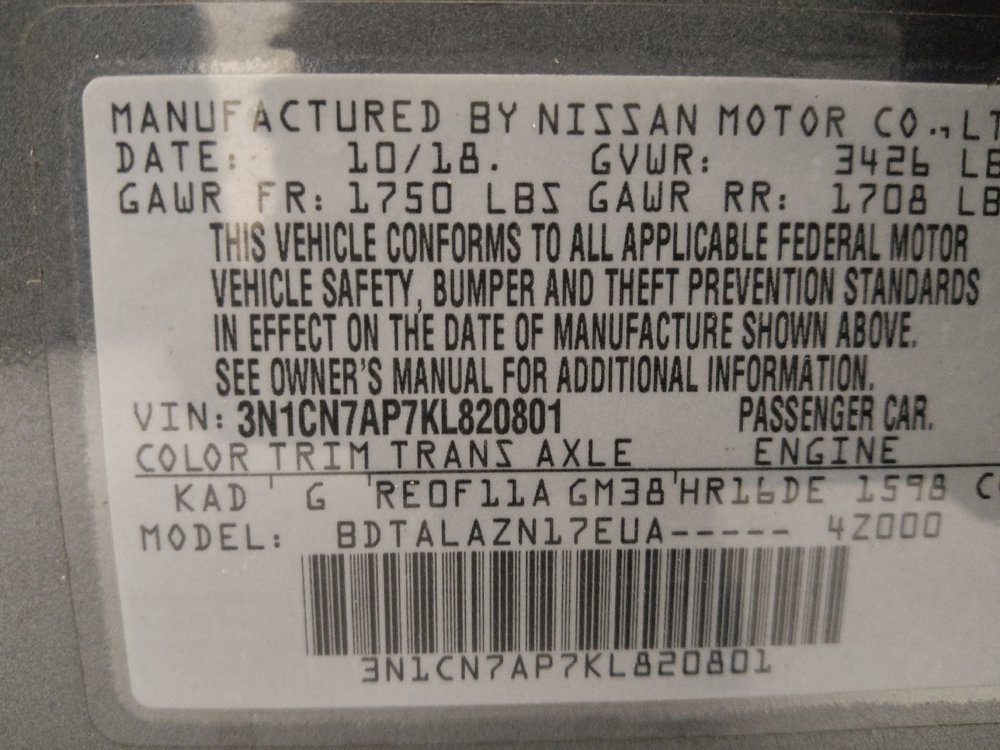 MANUFACTURED BY NISSAN MOTOR CO., LT
DATE: 10/18. GVWR: 3426 LB
GAWR FR: 1750 LBS GAWR RR: 1708 LB
THIS VEHICLE CONFORMS TO ALL APPLICABLE FEDERAL MOTOR
VEHICLE SAFETY, BUMPER AND THEFT PREVENTION STANDARDS
IN EFFECT ON THE DATE OF MANUFACTURE SHOWN ABOVE.
SEE OWNER'S MANUAL FOR ADDITIONAL INFORMATION.
VIN: 3N1CN7AP7KL820801 PASSENGER CAR.
COLOR TRIM TRANS AXLE ENGINE
KAD G RE0F11A GM38 HR16DE 1598 C
MODEL: BDTALAZN17EUA----- 4Z000
3N1CN7AP7KL820801